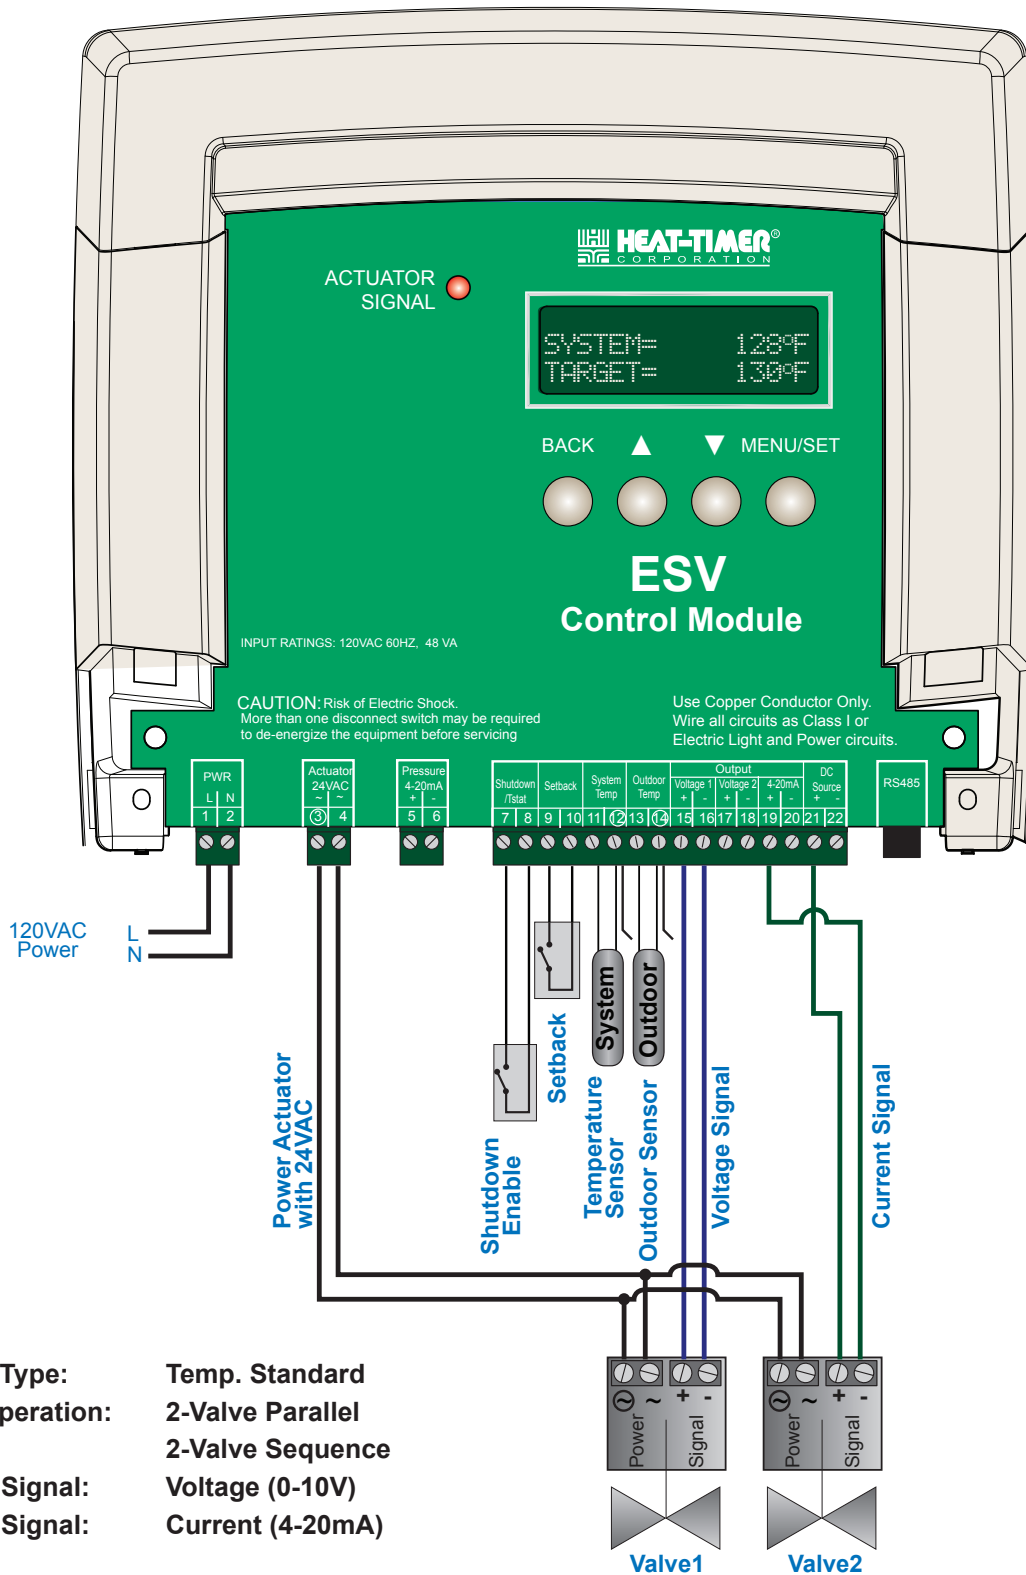 HEAT-TIMER®
CORPORATION
ACTUATOR
SIGNAL
SYSTEM= 128°F
TARGET= 130°F
BACK ▲ ▼ MENU/SET
ESV
Control Module
INPUT RATINGS: 120VAC 60HZ, 48 VA
CAUTION: Risk of Electric Shock.
More than one disconnect switch may be required
to de-energize the equipment before servicing
Use Copper Conductor Only.
Wire all circuits as Class I or
Electric Light and Power circuits.
PWR
L N
1 2
Actuator
24VAC
~ ~
3 4
Pressure
4-20mA
+ -
5 6
Shutdown
/Tstat
7 8
Setback
9 10
System
Temp
11 12
Outdoor
Temp
13 14
Output
Voltage 1 Voltage 2 4-20mA
+ - + - + -
15 16 17 18 19 20
DC
Source
+ -
21 22
RS485
120VAC
Power
L
N
Power Actuator
with 24VAC
Shutdown
Enable
Setback
System
Temperature
Sensor
Outdoor
Outdoor Sensor
Voltage Signal
Current Signal
Type: Temp. Standard
peration: 2-Valve Parallel
2-Valve Sequence
Signal: Voltage (0-10V)
Signal: Current (4-20mA)
~ ~ + -
Power Signal
Valve1
~ ~ + -
Power Signal
Valve2